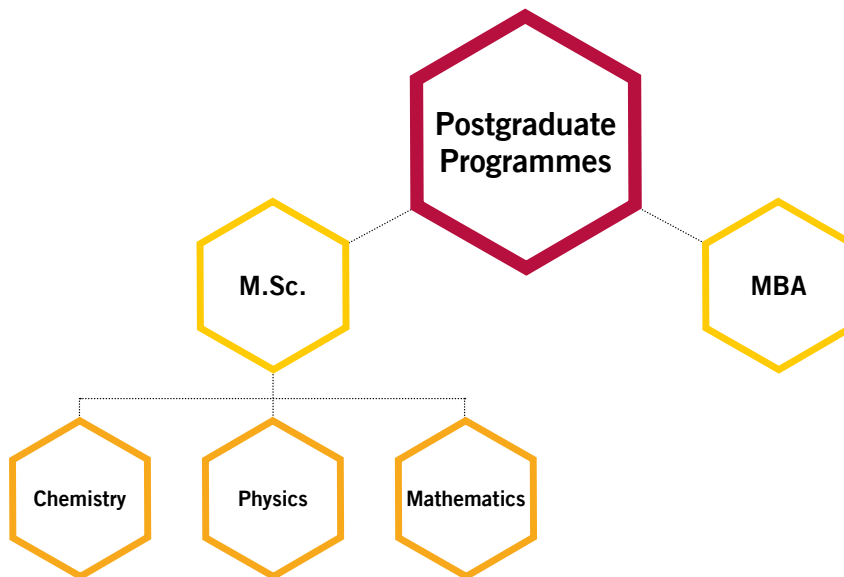 Postgraduate
Programmes
M.Sc.
MBA
Chemistry
Physics
Mathematics